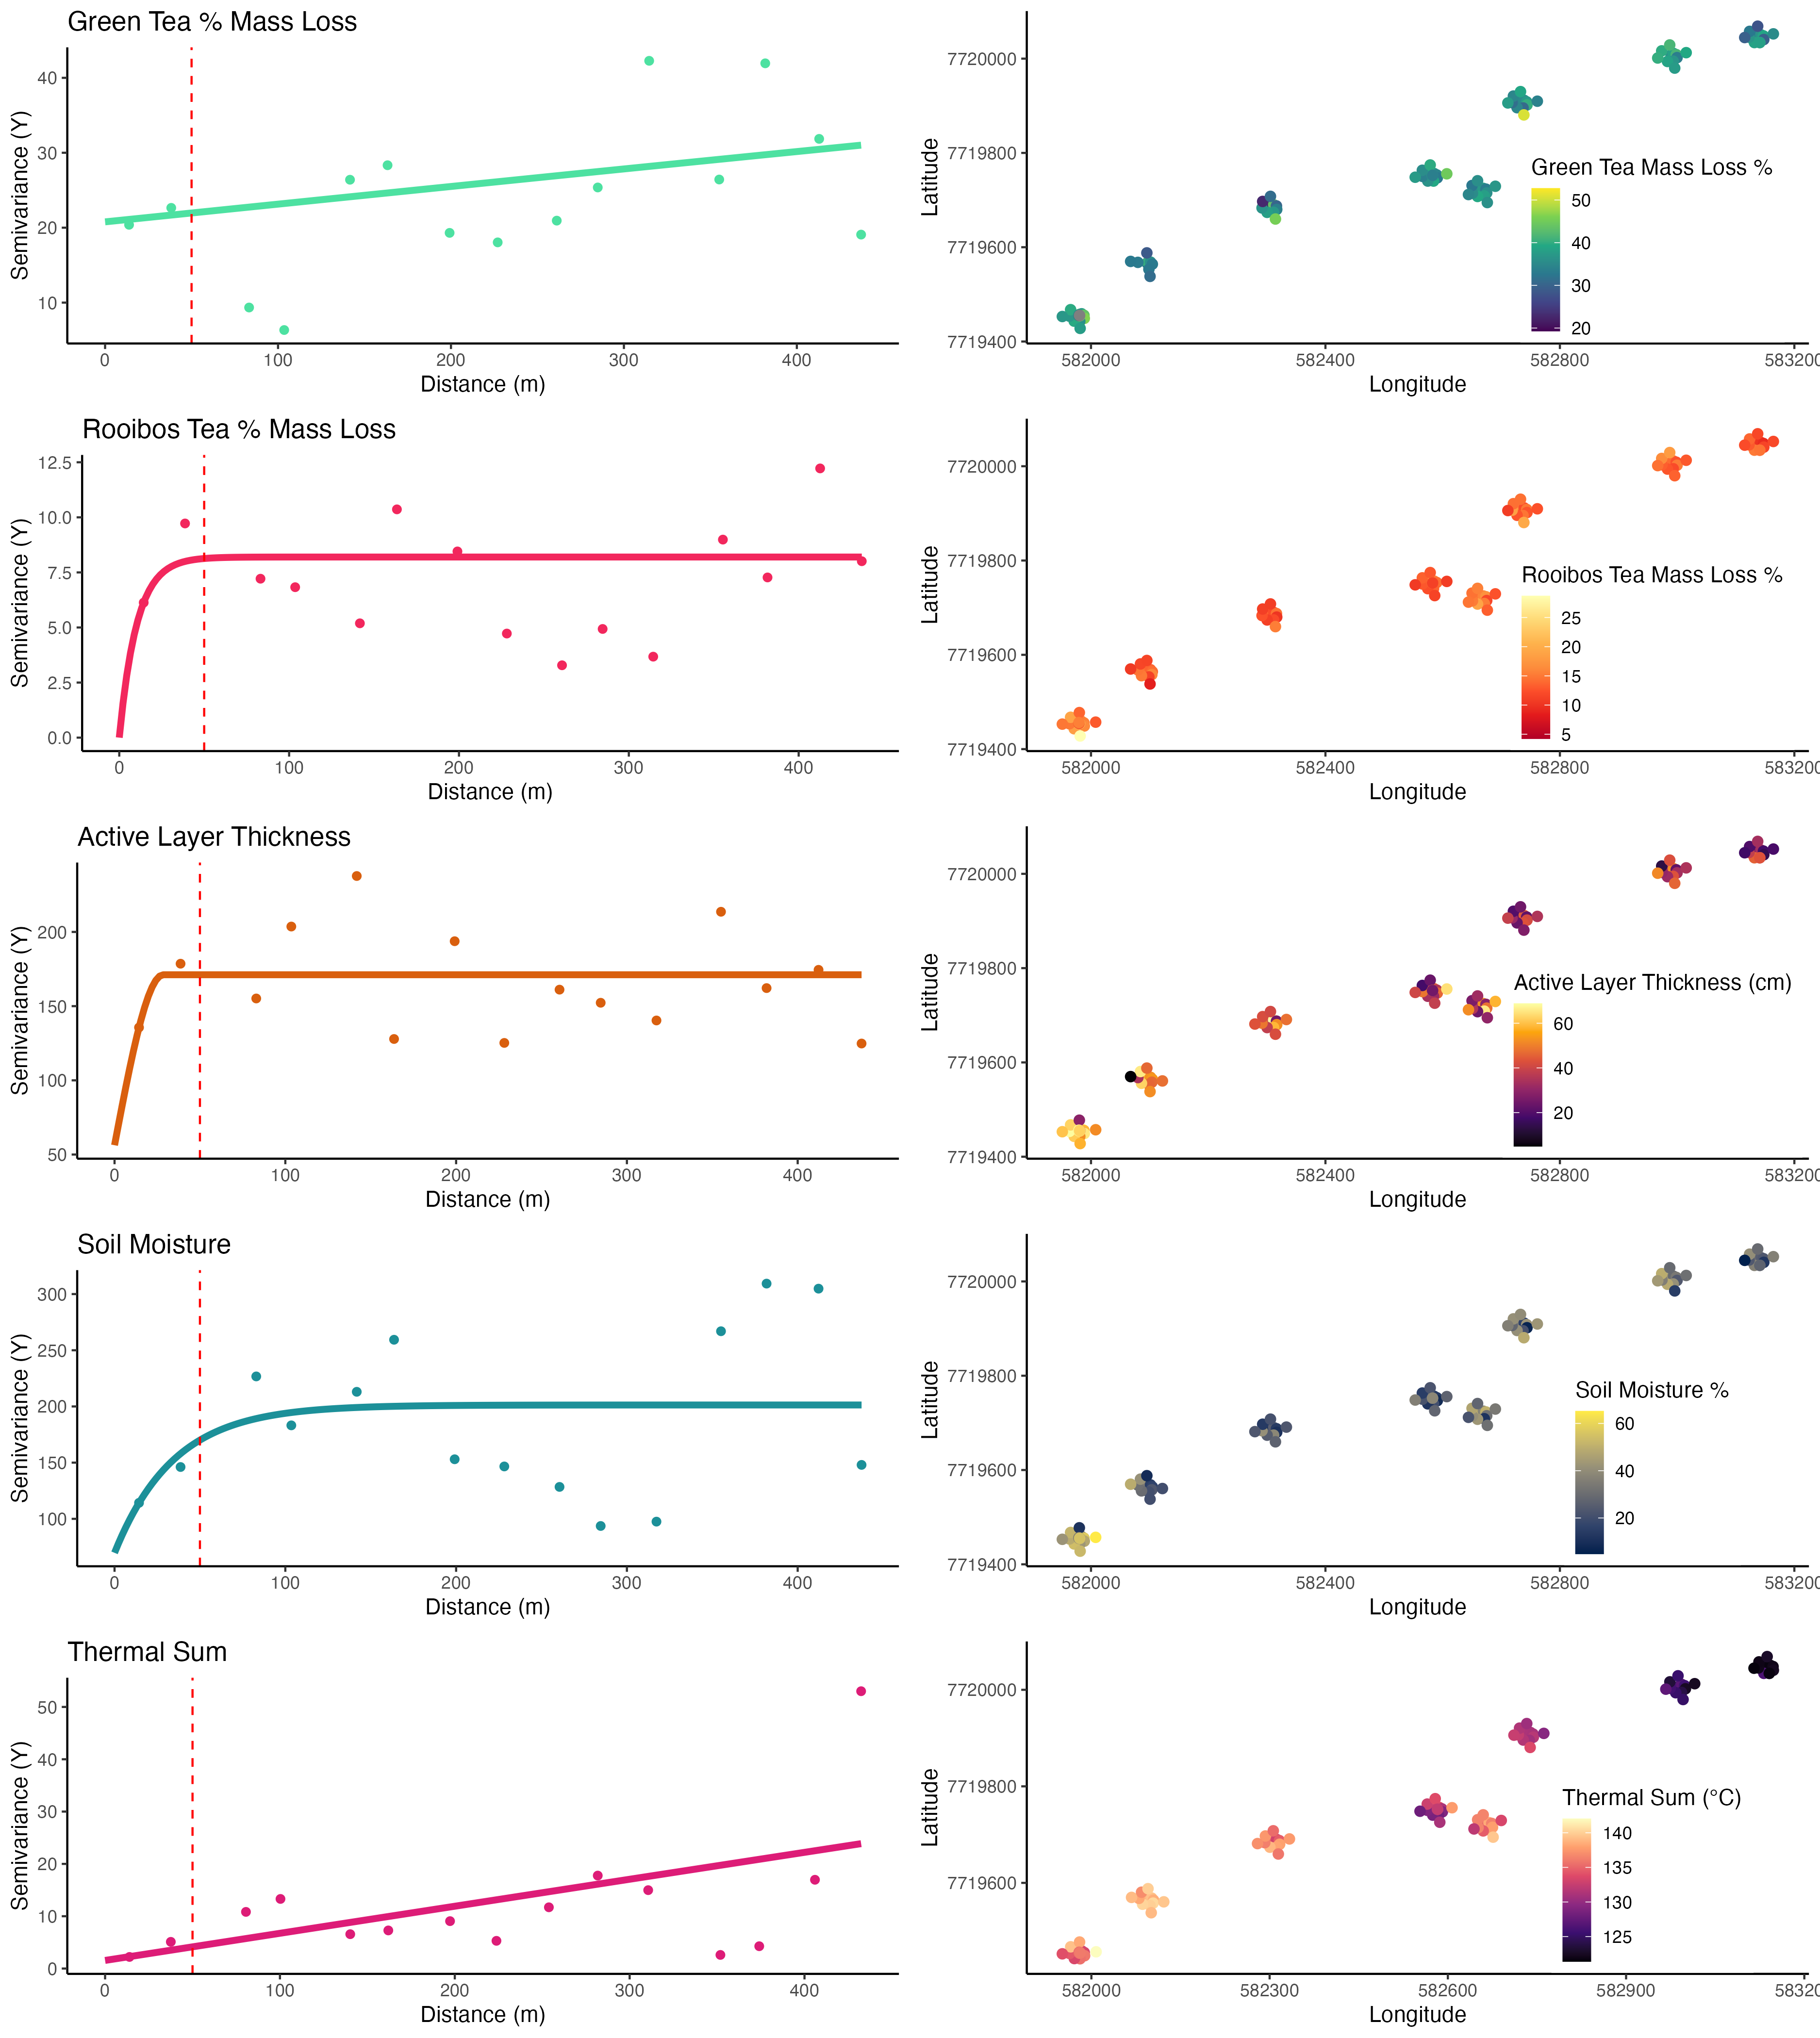 Green Tea % Mass Loss
Semivariance (Y)
40
30
20
10
0 100 200 300 400
Distance (m)
Latitude
7720000
7719800
7719600
7719400
582000 582400 582800 583200
Longitude
Green Tea Mass Loss %
50
40
30
20
Rooibos Tea % Mass Loss
Semivariance (Y)
12.5
10.0
7.5
5.0
2.5
0.0
0 100 200 300 400
Distance (m)
Latitude
7720000
7719800
7719600
7719400
582000 582400 582800 583200
Longitude
Rooibos Tea Mass Loss %
25
20
15
10
5
Active Layer Thickness
Semivariance (Y)
200
150
100
50
0 100 200 300 400
Distance (m)
Latitude
7720000
7719800
7719600
7719400
582000 582400 582800 583200
Longitude
Active Layer Thickness (cm)
60
40
20
Soil Moisture
Semivariance (Y)
300
250
200
150
100
0 100 200 300 400
Distance (m)
Latitude
7720000
7719800
7719600
7719400
582000 582400 582800 583200
Longitude
Soil Moisture %
60
40
20
Thermal Sum
Semivariance (Y)
50
40
30
20
10
0
0 100 200 300 400
Distance (m)
Latitude
7720000
7719800
7719600
582000 582300 582600 582900 5832
Longitude
Thermal Sum (°C)
140
135
130
125